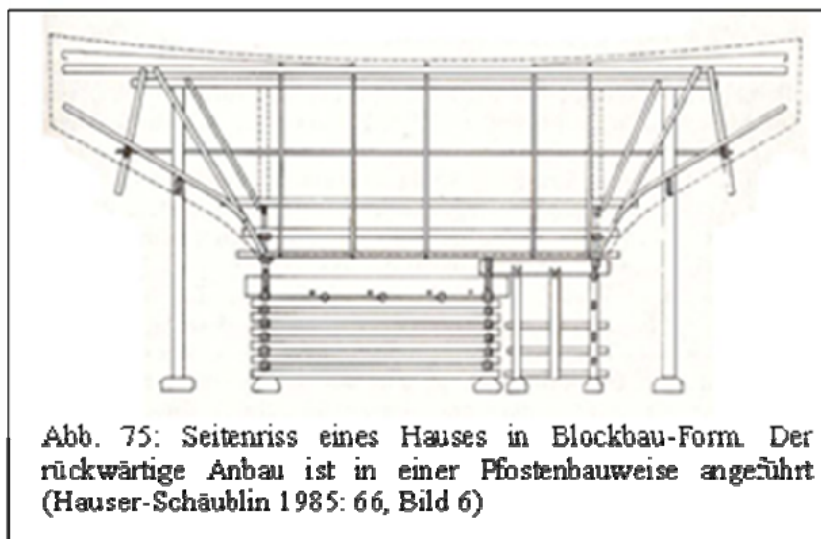 Abb. 75: Seitenriss eines Hauses in Blockbau-Form. Der
rückwärtige Anbau ist in einer Pfostenbauweise angeführt
(Hauser-Schäublin 1985: 66, Bild 6)